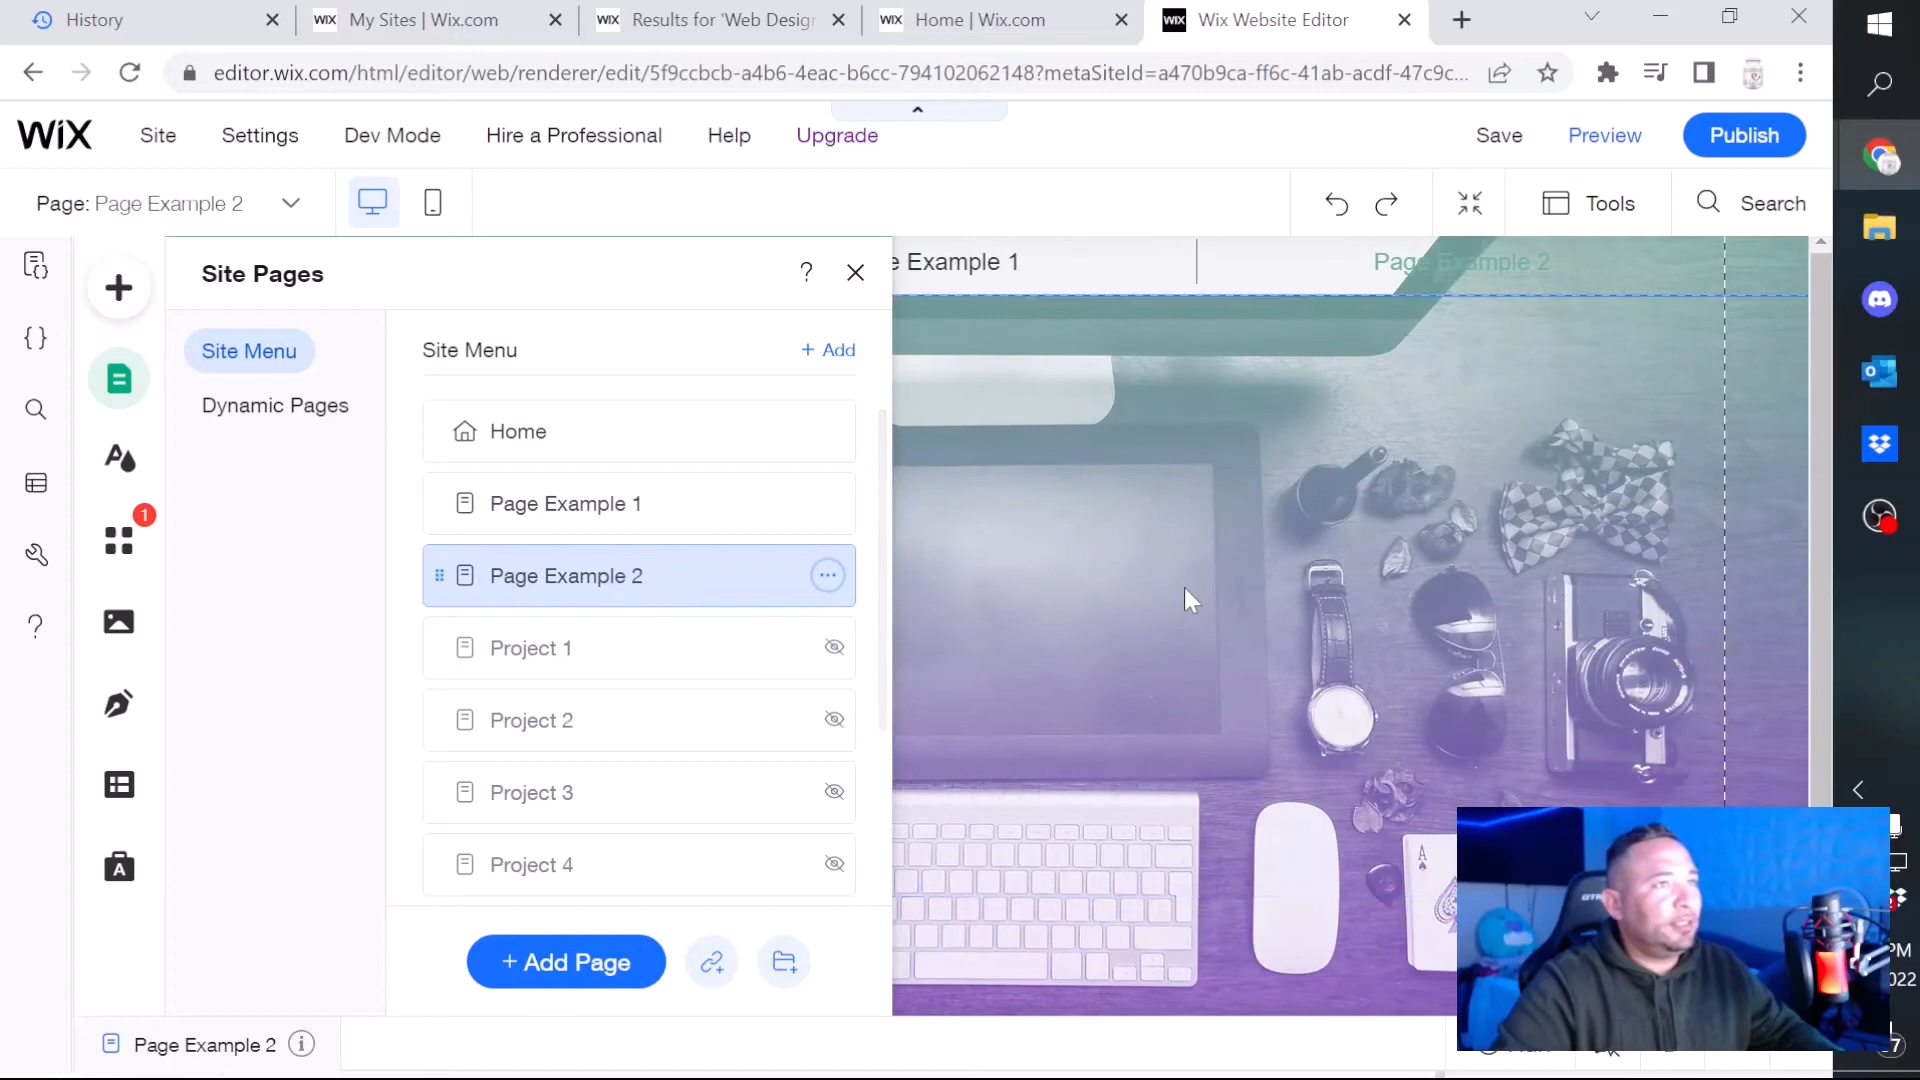 History
My Sites | Wix.com
Results for 'Web Desig
Home | Wix.com
Wix Website Editor
editor.wix.com/html/editor/web/renderer/edit/5f9ccbcb-a4b6-4eac-b6cc-794102062148?metaSiteId=a470b9ca-ff6c-41ab-acdf-47c9c...
WiX
Site
Settings
Dev Mode
Hire a Professional
Help
Upgrade
Save
Preview
Publish
Page: Page Example 2
Tools
Search
Site Pages
?
Site Menu
Dynamic Pages
Site Menu
+ Add
Home
Page Example 1
Page Example 2
Project 1
Project 2
Project 3
Project 4
+ Add Page
1
e Example 1
Page Example 2
A
PM
022
Page Example 2